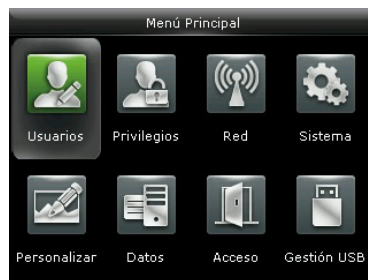 Menú Principal
Usuarios Privilegios Red Sistema
Personalizar Datos Acceso Gestión USB